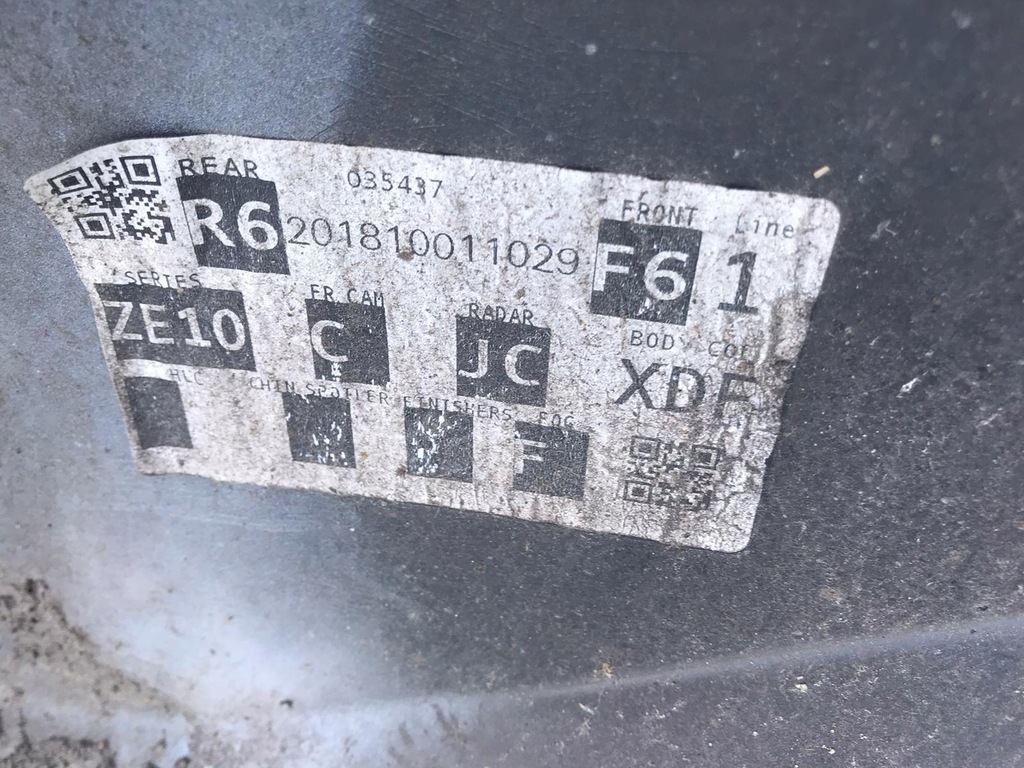 REAR 035437 FRONT Line
R6 201810011029 F6 1
SERIES FR.CAM RADAR BODY COL
ZE10 C JC XDF
HLC CHIN.SPOILER FINISHERS FOG
F